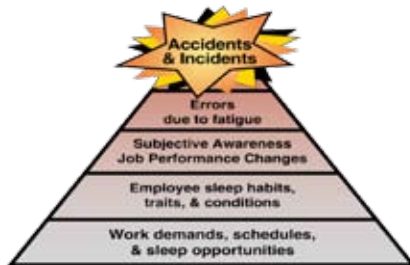 Accidents
& Incidents
Errors
due to fatigue
Subjective Awareness
Job Performance Changes
Employee sleep habits,
traits, & conditions
Work demands, schedules,
& sleep opportunities